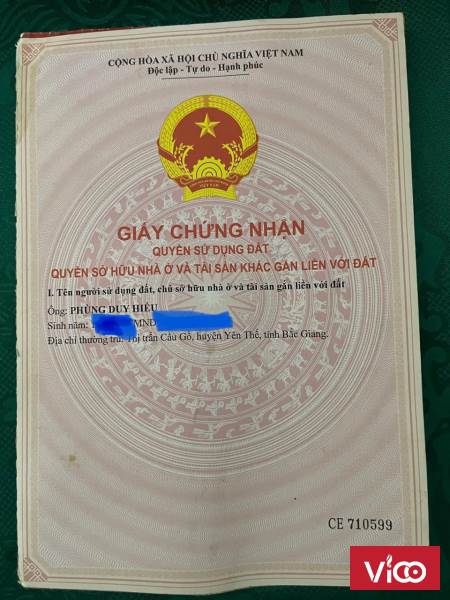 CỘNG HÒA XÃ HỘI CHỦ NGHĨA VIỆT NAM
Độc lập - Tự do - Hạnh phúc
GIẤY CHỨNG NHẬN
QUYỀN SỬ DỤNG ĐẤT
QUYỀN SỞ HỮU NHÀ Ở VÀ TÀI SẢN KHÁC GẮN LIỀN VỚI ĐẤT
I. Tên người sử dụng đất, chủ sở hữu nhà ở và tài sản gắn liền với đất
Ông: PHÙNG DUY HIẾU
Sinh năm: MND
Địa chỉ thường trú: Thị trấn Cầu Gồ, huyện Yên Thế, tỉnh Bắc Giang.
CE 710599
ViCO